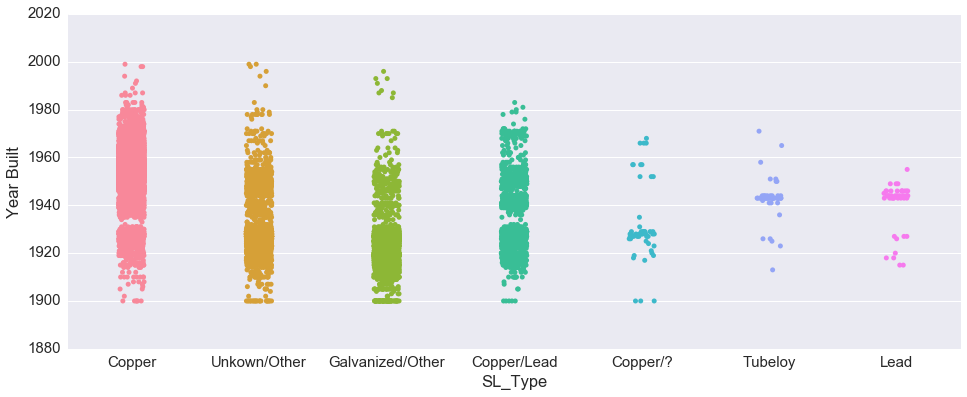 2020
2000
1980
1960
1940
1920
1900
1880
Year Built
Copper
Unkown/Other
Galvanized/Other
Copper/Lead
Copper/?
Tubeloy
Lead
SL_Type